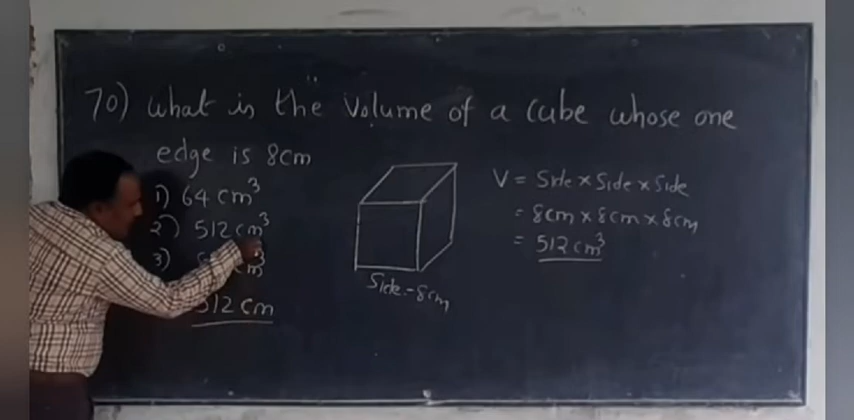 70) What is the volume of a cube whose one
edge is 8cm
1) 64 cm³
2) 512 cm³
3) cm³
512 cm
Side - 8cm
V = Side × Side × Side
= 8cm × 8cm × 8cm
= 512 cm³